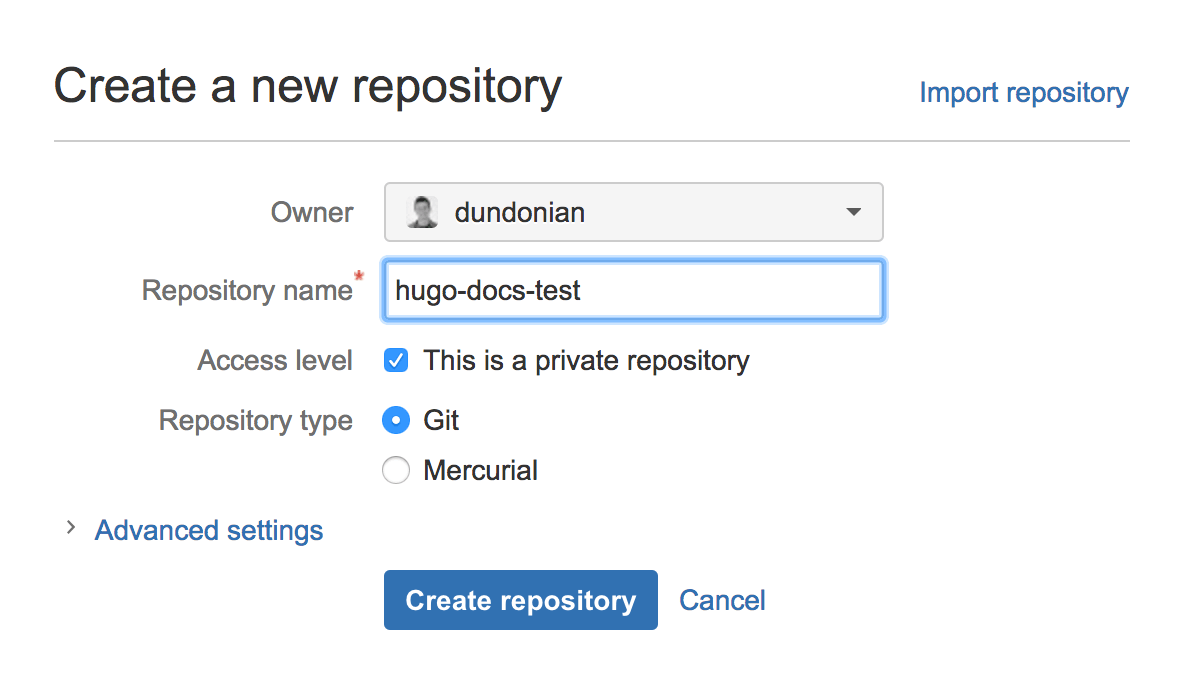 Create a new repository
Import repository
Owner
dundonian
Repository name*
hugo-docs-test
Access level
This is a private repository
Repository type
Git
Mercurial
Advanced settings
Create repository
Cancel